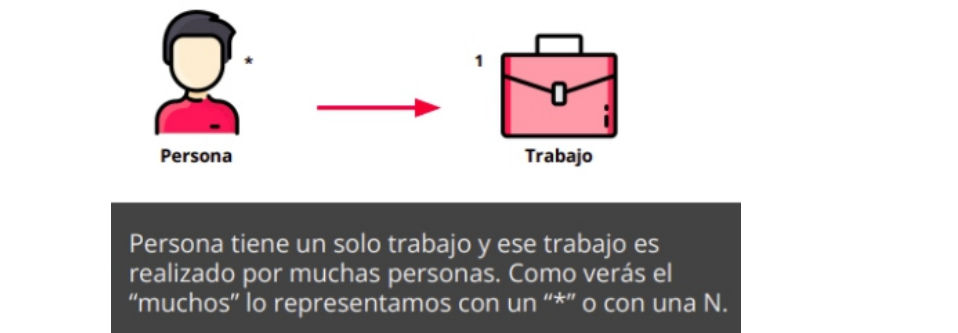 *
1
Persona
Trabajo
Persona tiene un solo trabajo y ese trabajo es
realizado por muchas personas. Como verás el
“muchos” lo representamos con un “*” o con una N.